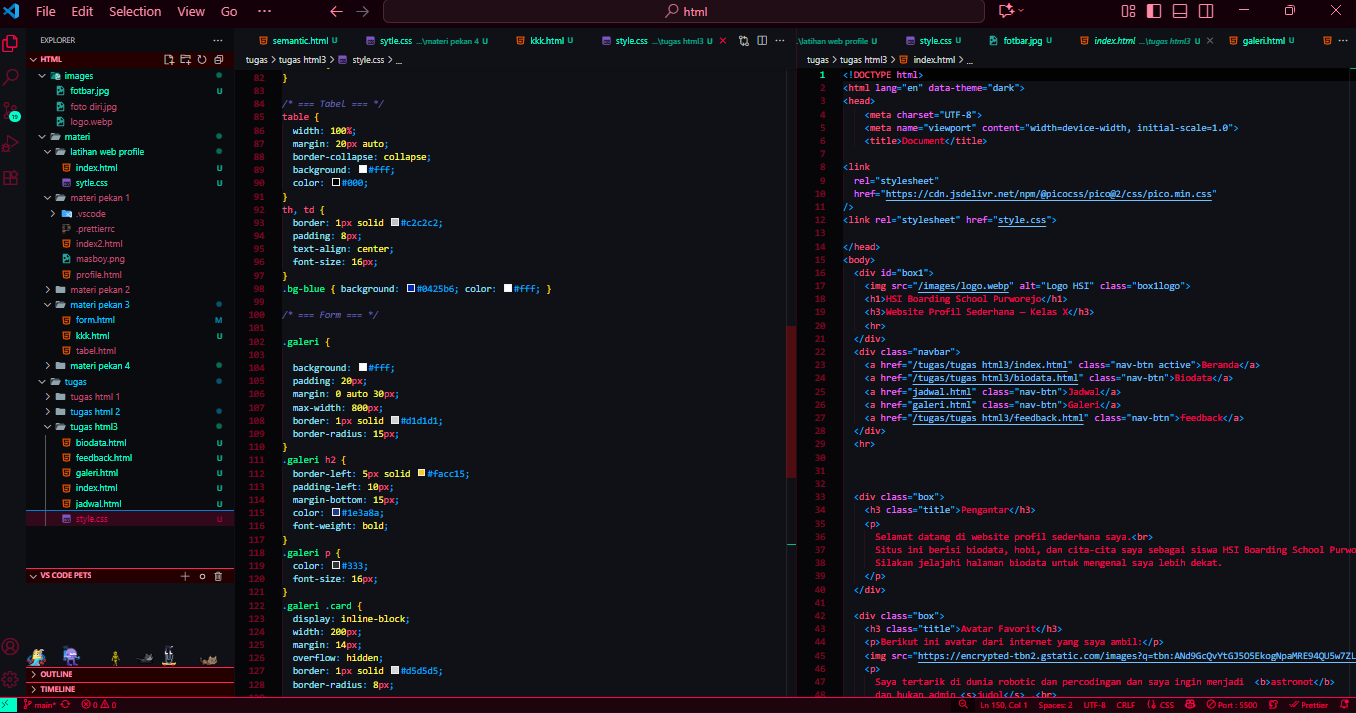 File Edit Selection View Go ··· html
EXPLORER ···
HTML
images
fotbar.jpg U
foto diri.jpg
logo.webp
materi
latihan web profile
index.html U
sytle.css U
materi pekan 1
.vscode
.prettierrc
index2.html
masboy.png
profile.html
materi pekan 2
materi pekan 3
form.html M
kkk.html U
tabel.html
materi pekan 4
tugas
tugas html 1
tugas html 2
tugas html3
biodata.html U
feedback.html U
galeri.html U
index.html U
jadwal.html U
style.css U
VS CODE PETS
OUTLINE
TIMELINE
semantic.html U sytle.css ...\materi pekan 4 U kkk.html U style.css ...\tugas html3 U
tugas > tugas html3 > style.css > ...
82 }
83
84 /* === Tabel === */
85 table {
86 width: 100%;
87 margin: 20px auto;
88 border-collapse: collapse;
89 background: #fff;
90 color: #000;
91 }
92 th, td {
93 border: 1px solid #c2c2c2;
94 padding: 8px;
95 text-align: center;
96 font-size: 16px;
97 }
98 .bg-blue { background: #0425b6; color: #fff; }
99
100 /* === Form === */
101
102 .galeri {
103
104 background: #fff;
105 padding: 20px;
106 margin: 0 auto 30px;
107 max-width: 800px;
108 border: 1px solid #d1d1d1;
109 border-radius: 15px;
110 }
111 .galeri h2 {
112 border-left: 5px solid #facc15;
113 padding-left: 10px;
114 margin-bottom: 15px;
115 color: #1e3a8a;
116 font-weight: bold;
117 }
118 .galeri p {
119 color: #333;
120 font-size: 16px;
121 }
122 .galeri .card {
123 display: inline-block;
124 width: 200px;
125 margin: 14px;
126 overflow: hidden;
127 border: 1px solid #d5d5d5;
128 border-radius: 8px;
.\latihan web profile U style.css U fotbar.jpg U index.html ...\tugas html3 U galeri.html U
tugas > tugas html3 > index.html > ...
1 <!DOCTYPE html>
2 <html lang="en" data-theme="dark">
3 <head>
4 <meta charset="UTF-8">
5 <meta name="viewport" content="width=device-width, initial-scale=1.0">
6 <title>Document</title>
7
8 <link
9 rel="stylesheet"
10 href="https://cdn.jsdelivr.net/npm/@picocss/pico@2/css/pico.min.css"
11 />
12 <link rel="stylesheet" href="style.css">
13
14 </head>
15 <body>
16 <div id="box1">
17 <img src="/images/logo.webp" alt="Logo HSI" class="box1logo">
18 <h1>HSI Boarding School Purworejo</h1>
19 <h3>Website Profil Sederhana – Kelas X</h3>
20 <hr>
21 </div>
22 <div class="navbar">
23 <a href="/tugas/tugas html3/index.html" class="nav-btn active">Beranda</a>
24 <a href="/tugas/tugas html3/biodata.html" class="nav-btn">Biodata</a>
25 <a href="jadwal.html" class="nav-btn">Jadwal</a>
26 <a href="galeri.html" class="nav-btn">Galeri</a>
27 <a href="/tugas/tugas html3/feedback.html" class="nav-btn">feedback</a>
28 </div>
29 <hr>
30
31
32
33 <div class="box">
34 <h3 class="title">Pengantar</h3>
35 <p>
36 Selamat datang di website profil sederhana saya.<br>
37 Situs ini berisi biodata, hobi, dan cita-cita saya sebagai siswa HSI Boarding School Purwo
38 Silakan jelajahi halaman biodata untuk mengenal saya lebih dekat.
39 </p>
40 </div>
41
42 <div class="box">
43 <h3 class="title">Avatar Favorit</h3>
44 <p>Berikut ini avatar dari internet yang saya ambil:</p>
45 <img src="https://encrypted-tbn2.gstatic.com/images?q=tbn:ANd9GcQvYtGJ5O5EkogNpaMRE94QU5w7ZL
46 <p>
47 Saya tertarik di dunia robotic dan percodingan dan saya ingin menjadi <b>astronot</b>
48 dan bukan admin <s>judol</s> .<br>
main* 0 0 Ln 150, Col 1 Spaces: 2 UTF-8 CRLF CSS Port : 5500 Prettier